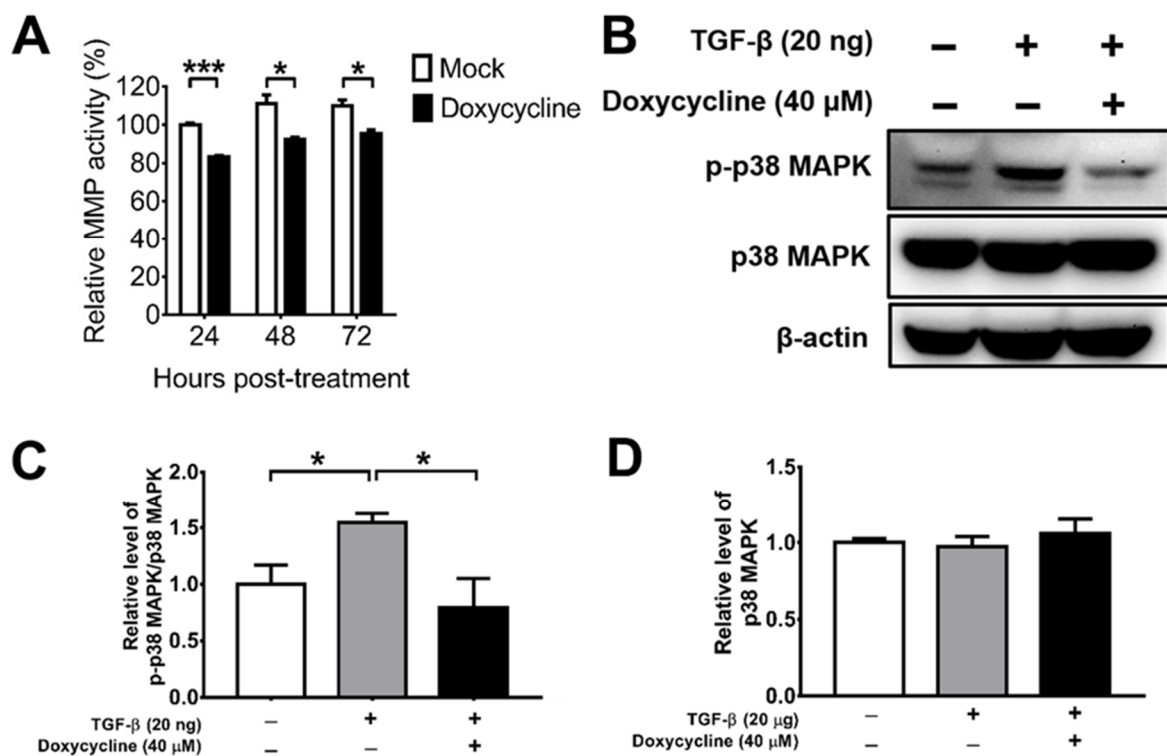 A
Relative MMP activity (%)
120
100
80
60
40
20
0
*** * *
Mock
Doxycycline
24 48 72
Hours post-treatment
B
TGF-β (20 ng) – + +
Doxycycline (40 µM) – – +
p-p38 MAPK
p38 MAPK
β-actin
C
Relative level of
p-p38 MAPK/p38 MAPK
2.0
1.5
1.0
0.5
0.0
* *
TGF-β (20 ng) – + +
Doxycycline (40 µM) – – +
D
Relative level of
p38 MAPK
1.5
1.0
0.5
0.0
TGF-β (20 µg) – + +
Doxycycline (40 µM) – – +